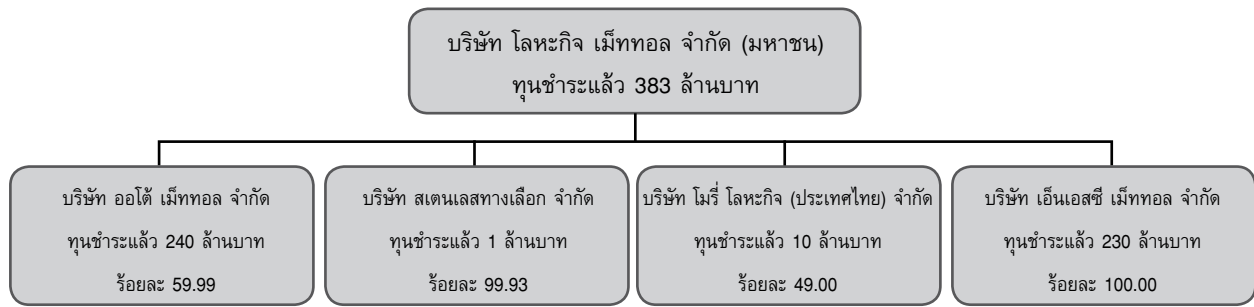 บริษัท โลหะกิจ เม็ททอล จำกัด (มหาชน)
ทุนชำระแล้ว 383 ล้านบาท
บริษัท ออโต้ เม็ททอล จำกัด
ทุนชำระแล้ว 240 ล้านบาท
ร้อยละ 59.99
บริษัท สเตนเลสทางเลือก จำกัด
ทุนชำระแล้ว 1 ล้านบาท
ร้อยละ 99.93
บริษัท โมรี่ โลหะกิจ (ประเทศไทย) จำกัด
ทุนชำระแล้ว 10 ล้านบาท
ร้อยละ 49.00
บริษัท เอ็นเอสซี เม็ททอล จำกัด
ทุนชำระแล้ว 230 ล้านบาท
ร้อยละ 100.00